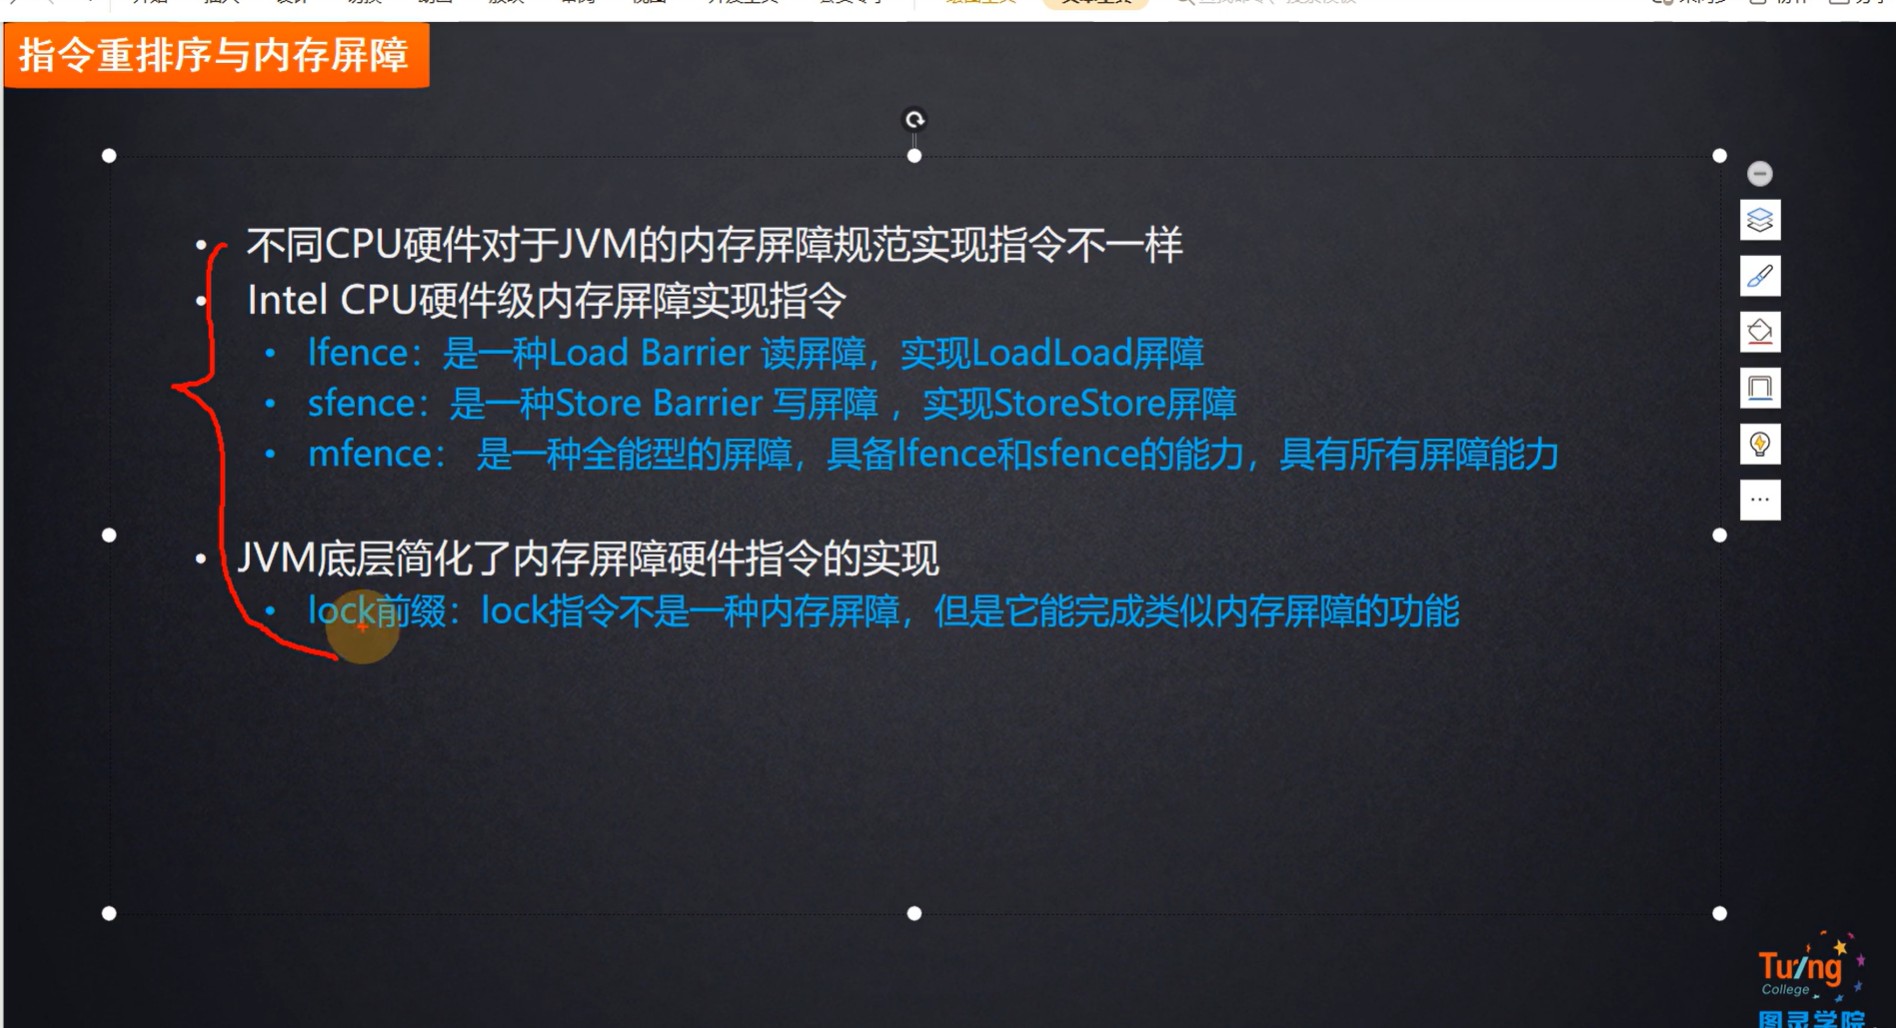 指令重排序与内存屏障
• 不同CPU硬件对于JVM的内存屏障规范实现指令不一样
• Intel CPU硬件级内存屏障实现指令
• lfence：是一种Load Barrier 读屏障，实现LoadLoad屏障
• sfence：是一种Store Barrier 写屏障 ，实现StoreStore屏障
• mfence： 是一种全能型的屏障，具备lfence和sfence的能力，具有所有屏障能力
• JVM底层简化了内存屏障硬件指令的实现
• lock前缀：lock指令不是一种内存屏障，但是它能完成类似内存屏障的功能
Turing
College
图灵学院